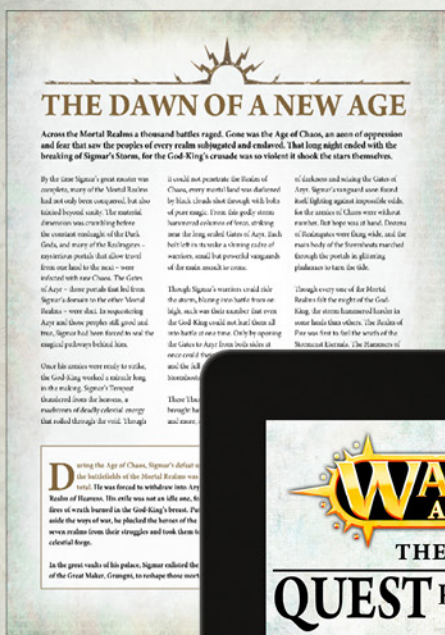 THE DAWN OF A NEW AGE
Across the Mortal Realms a thousand battles raged. Gone was the Age of Chaos, an aeon of oppression
and fear that saw the peoples of every realm subjugated and enslaved. That long night ended with the
breaking of Sigmar's Storm, for the God-King's crusade was so violent it shook the stars themselves.
By the time Sigmar's great muster was
complete, many of the Mortal Realms
had not only been conquered, but also
tainted beyond sanity. The material
dimension was crumbling before
the constant onslaught of the Dark
Gods, and many of the Realmgates –
mysterious portals that allow travel
from one land to the next – were
infected with raw Chaos. The Gates
of Azyr – those portals that led from
Sigmar's domain to the other Mortal
Realms – were shut. In sequestering
Azyr and those peoples still good and
true, Sigmar had been forced to seal the
magical pathways behind him.
Once his armies were ready to strike,
the God-King worked a miracle long
in the making. Sigmar's Tempest
thundered from the heavens, a
maelstrom of deadly celestial energy
that rolled through the void. Though
it could not penetrate the Realm of
Chaos, every mortal land was darkened
by black clouds shot through with bolts
of pure magic. From this godly storm
hammered columns of force, striking
near the long sealed Gates of Azyr. Each
bolt left in its wake a shining cadre of
warriors, small but powerful vanguards
of the main assault to come.
Though Sigmar's warriors could ride
the storm, blazing into battle from on
high, such was their number that even
the God-King could not hurl them all
into battle at one time. Only by opening
the Gates to Azyr from both sides at
once could the
and the full
Stormhosts
There
brought
and more,
of darkness and seizing the Gates of
Azyr. Sigmar's vanguard soon found
itself fighting against impossible odds,
for the armies of Chaos were without
number. But hope was at hand. Dozens
of Realmgates were flung wide, and the
main body of the Stormhosts marched
through the portals in glittering
phalanxes to turn the tide.
Though every one of the Mortal
Realms felt the might of the God-
King, the storm hammered harder in
some lands than others. The Realm of
Fire was first to feel the wrath of the
Stormcast Eternals. The Hammers of
During the Age of Chaos, Sigmar's defeat
the battlefields of the Mortal Realms was
total. He was forced to withdraw into Azyr
Realm of Heavens. His exile was not an idle one, fo
fires of wrath burned in the God-King's breast. Pu
aside the ways of war, he plucked the heroes of the
seven realms from their struggles and took them to
celestial forge.
In the great vaults of his palace, Sigmar enlisted the
of the Great Maker, Grungni, to reshape those mort
WA
A
THE
QUEST